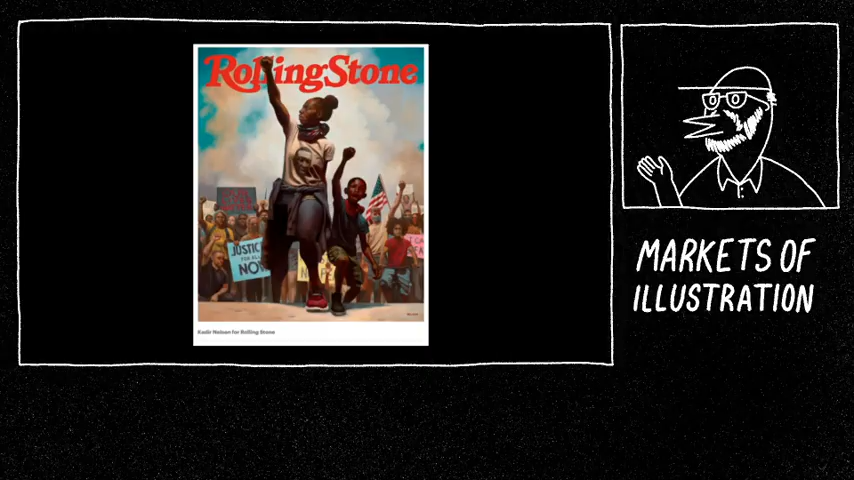 RollingStone
JUSTICE
FOR ALL
NOW
Kadir Nelson for Rolling Stone
MARKETS OF
ILLUSTRATION